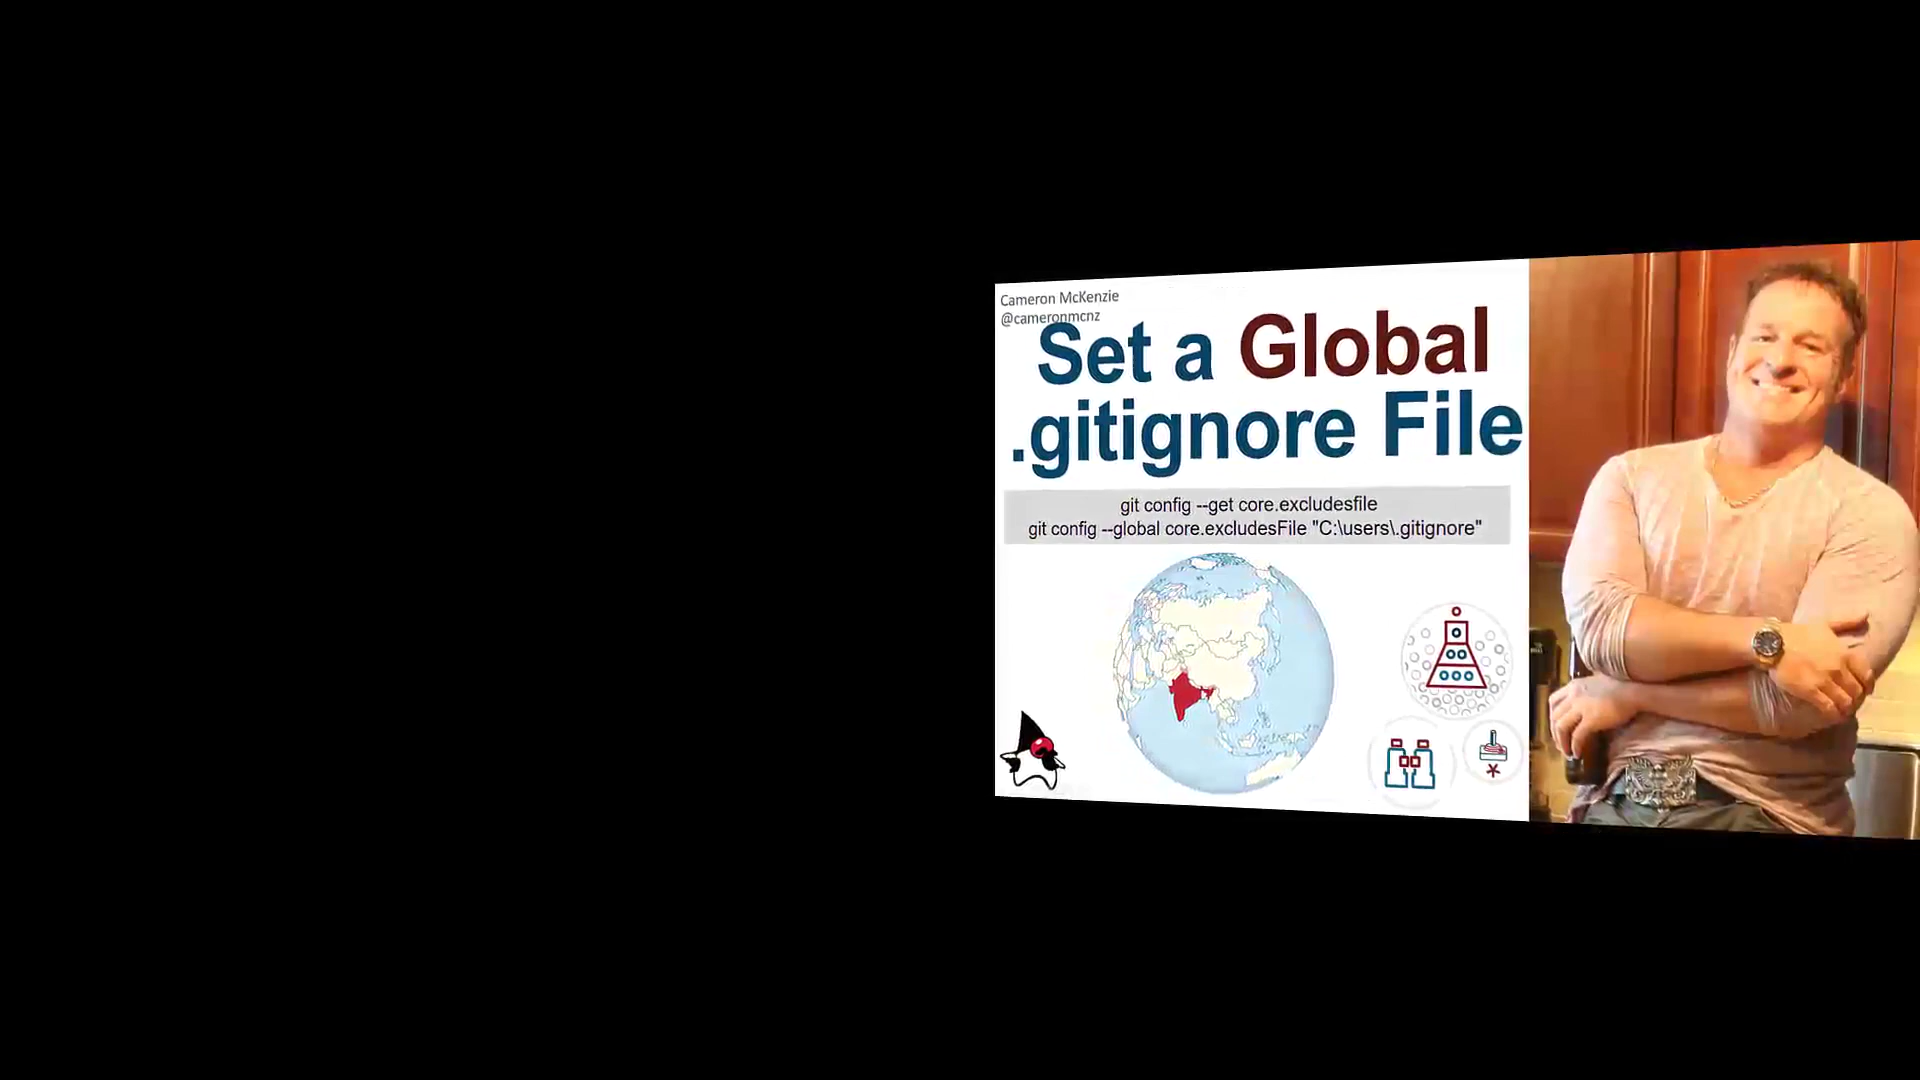 Cameron McKenzie
@cameronmcnz
Set a Global
.gitignore File
git config --get core.excludesfile
git config --global core.excludesFile "C:\users\.gitignore"